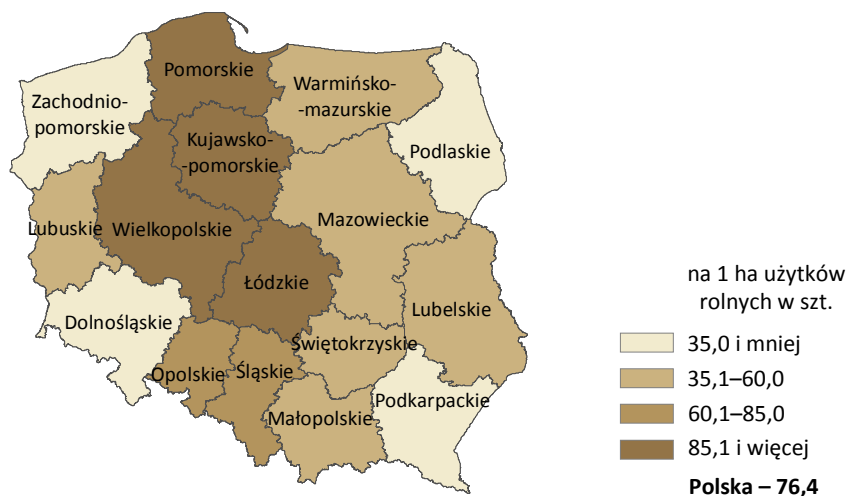 Pomorskie
Warmińsko-
-mazurskie
Zachodnio-
pomorskie
Kujawsko-
-pomorskie
Podlaskie
Lubuskie
Wielkopolskie
Mazowieckie
Łódzkie
Lubelskie
Dolnośląskie
Świętokrzyskie
Opolskie
Śląskie
Małopolskie
Podkarpackie
na 1 ha użytków
rolnych w szt.
35,0 i mniej
35,1–60,0
60,1–85,0
85,1 i więcej
Polska – 76,4